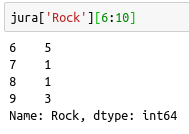 jura['Rock'][6:10]
6    5
7    1
8    1
9    3
Name: Rock, dtype: int64